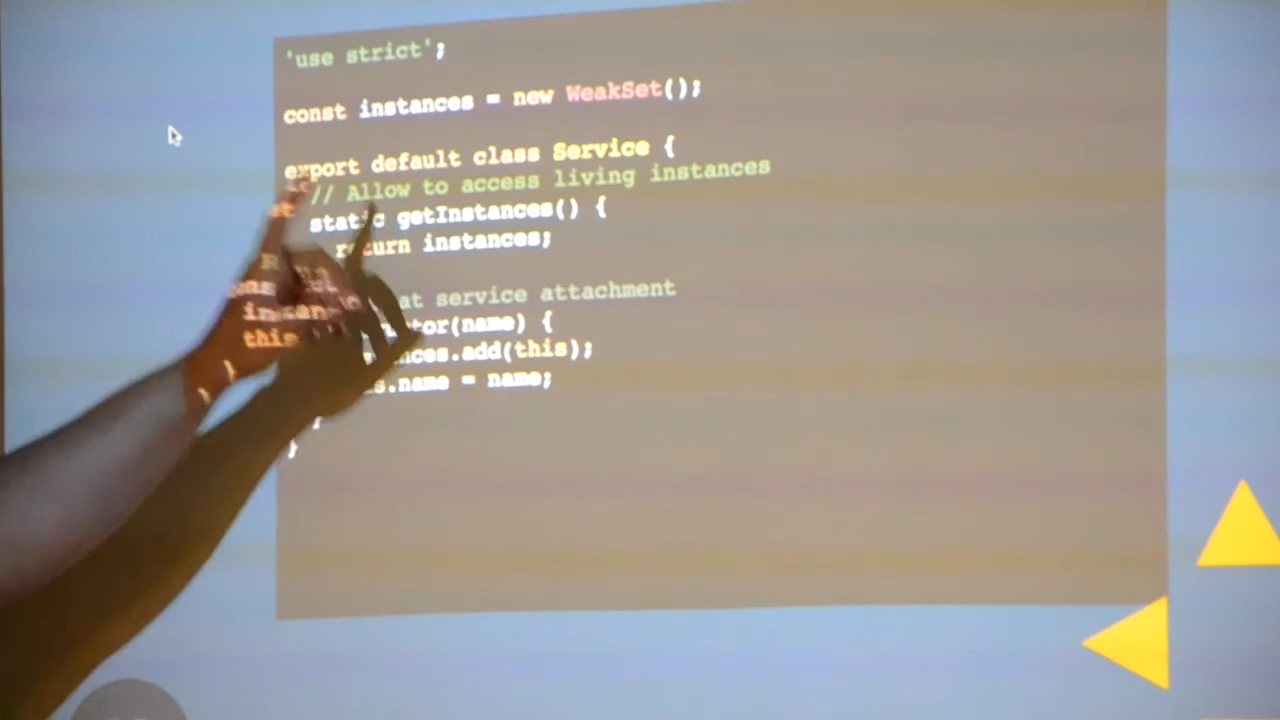 'use strict';
const instances = new WeakSet();
export default class Service {
// Allow to access living instances
static getInstances() {
return instances;
at service attachment
(name) {
.add(this);
.name = name;
}